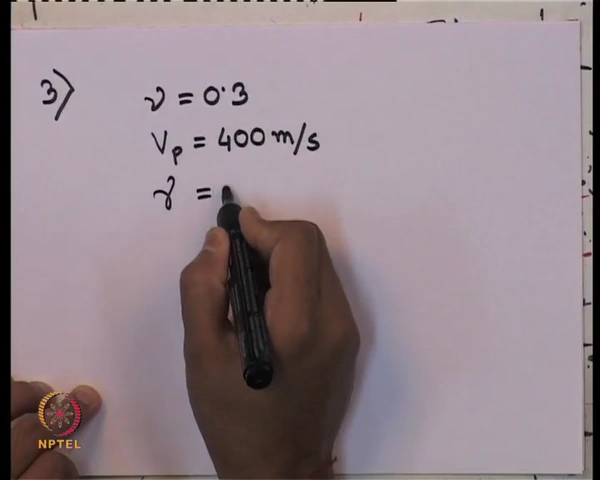 3)
ν = 0.3
Vp = 400 m/s
γ =
NPTEL